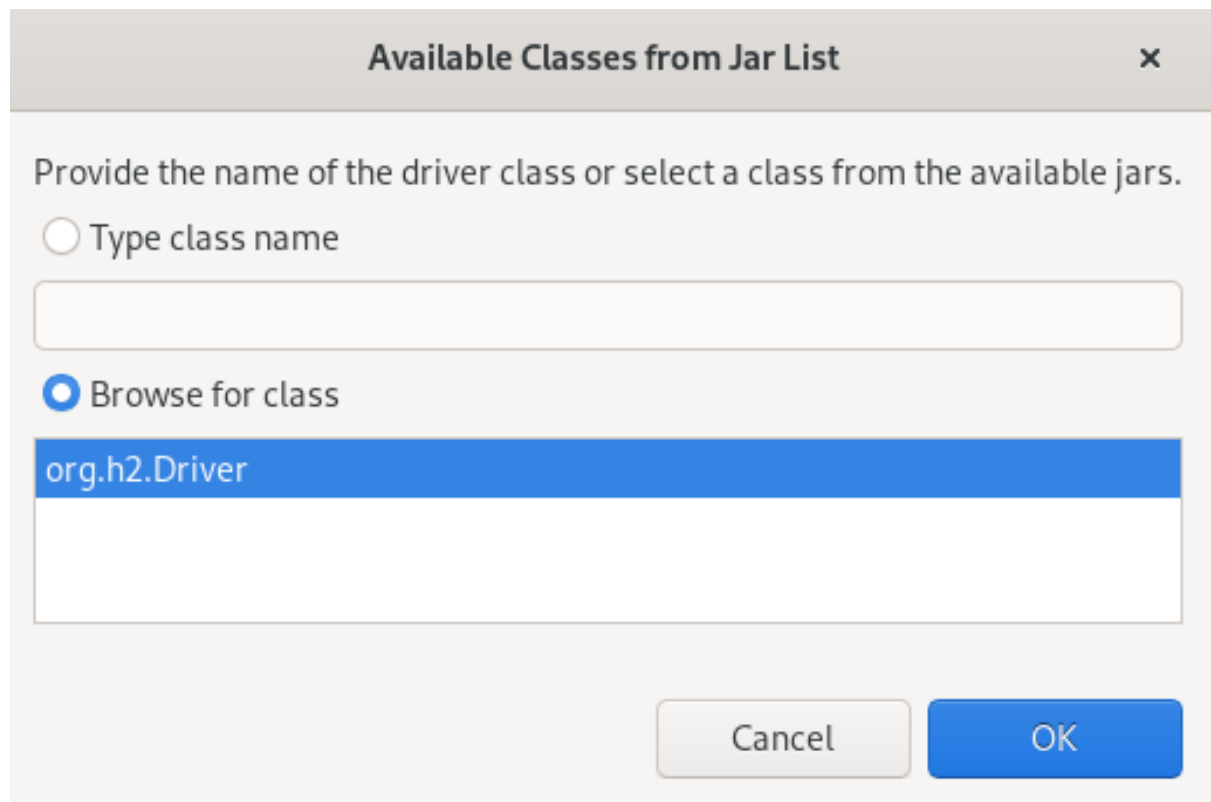 Available Classes from Jar List
Provide the name of the driver class or select a class from the available jars.
Type class name
Browse for class
org.h2.Driver
Cancel
OK